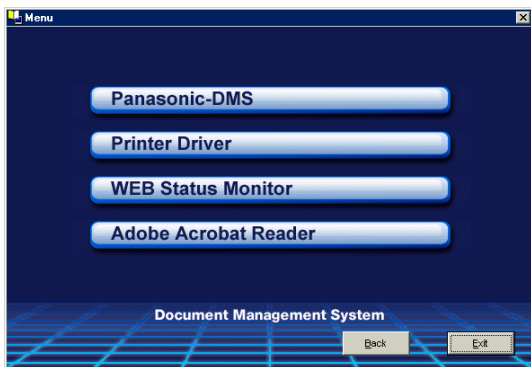 Menu
Panasonic-DMS
Printer Driver
WEB Status Monitor
Adobe Acrobat Reader
Document Management System
Back Exit